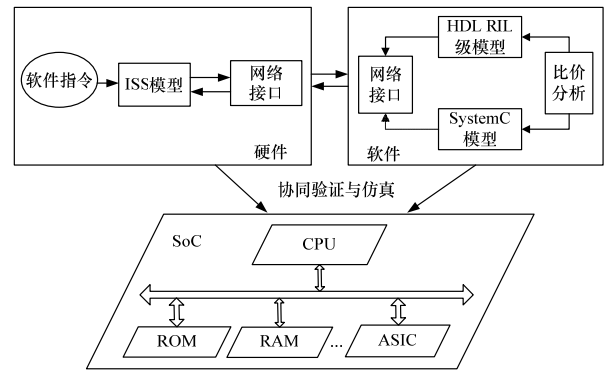 软件指令
ISS模型
网络
接口
硬件
网络
接口
HDL RIL
级模型
SystemC
模型
比价
分析
软件
协同验证与仿真
SoC
CPU
ROM
RAM
...
ASIC